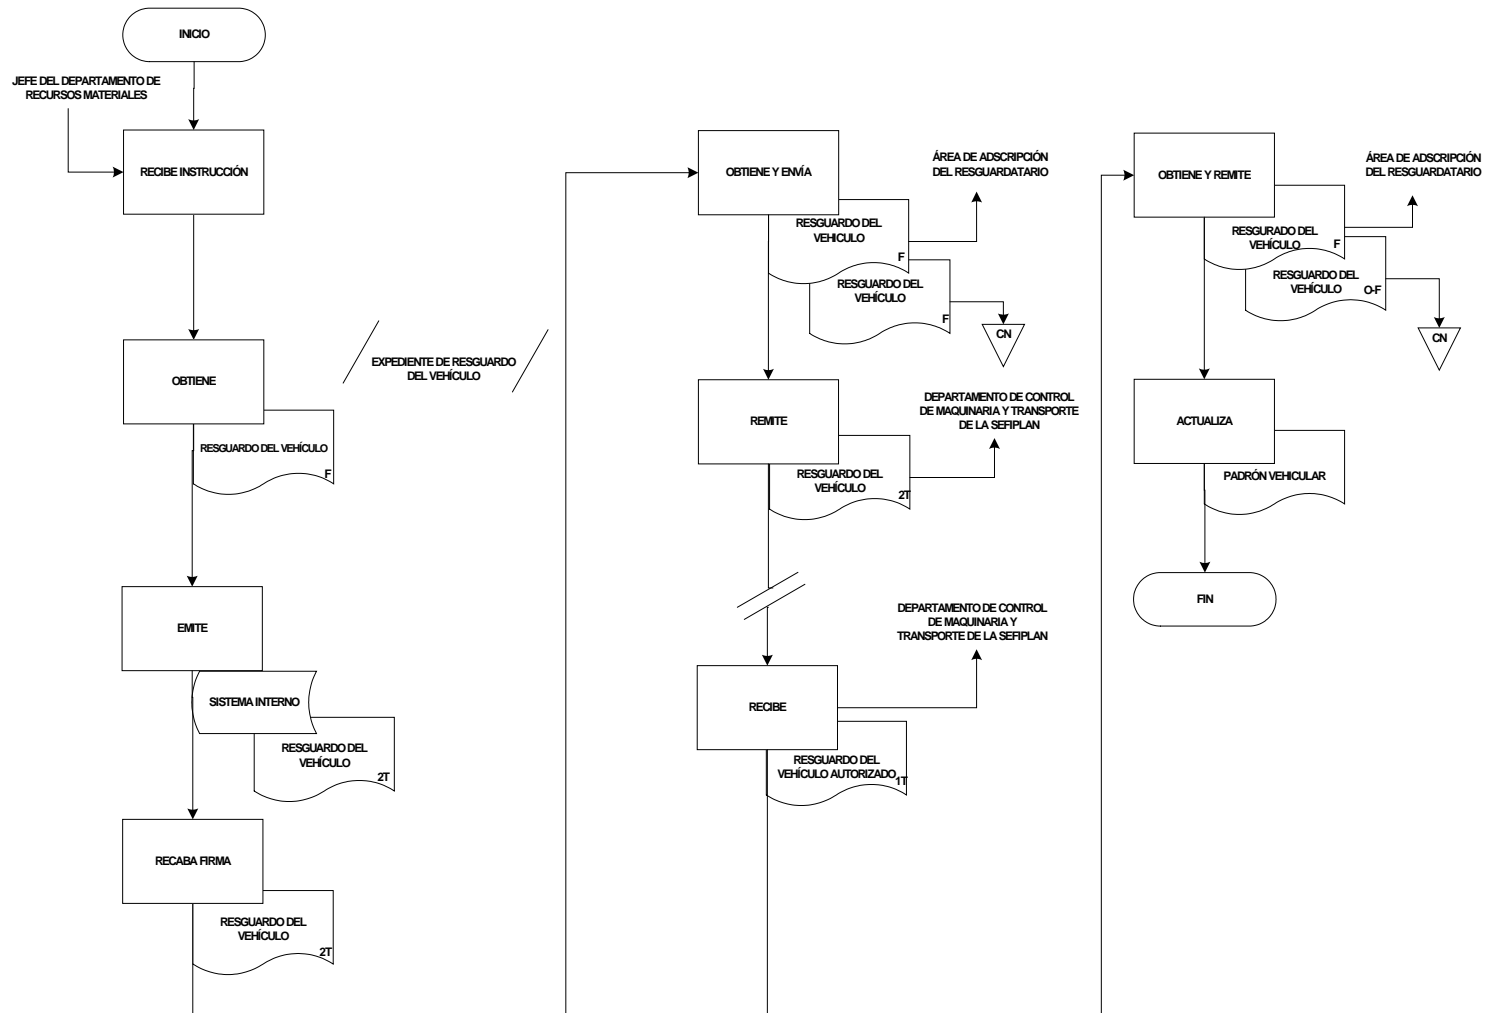 INICIO
JEFE DEL DEPARTAMENTO DE
RECURSOS MATERIALES
RECIBE INSTRUCCIÓN
OBTIENE
EXPEDIENTE DE RESGUARDO
DEL VEHÍCULO
RESGUARDO DEL VEHÍCULO
F
EMITE
SISTEMA INTERNO
RESGUARDO DEL
VEHÍCULO
2T
RECABA FIRMA
RESGUARDO DEL
VEHÍCULO
2T
OBTIENE Y ENVÍA
ÁREA DE ADSCRIPCIÓN
DEL RESGUARDATARIO
RESGUARDO DEL
VEHICULO
F
RESGUARDO DEL
VEHÍCULO
F
CN
REMITE
DEPARTAMENTO DE CONTROL
DE MAQUINARIA Y TRANSPORTE
DE LA SEFIPLAN
RESGUARDO DEL
VEHÍCULO
2T
DEPARTAMENTO DE CONTROL
DE MAQUINARIA Y
TRANSPORTE DE LA SEFIPLAN
RECIBE
RESGUARDO DEL
VEHÍCULO AUTORIZADO
1T
OBTIENE Y REMITE
ÁREA DE ADSCRIPCIÓN
DEL RESGUARDATARIO
RESGURADO DEL
VEHÍCULO
F
RESGUARDO DEL
VEHÍCULO
O-F
CN
ACTUALIZA
PADRÓN VEHICULAR
FIN